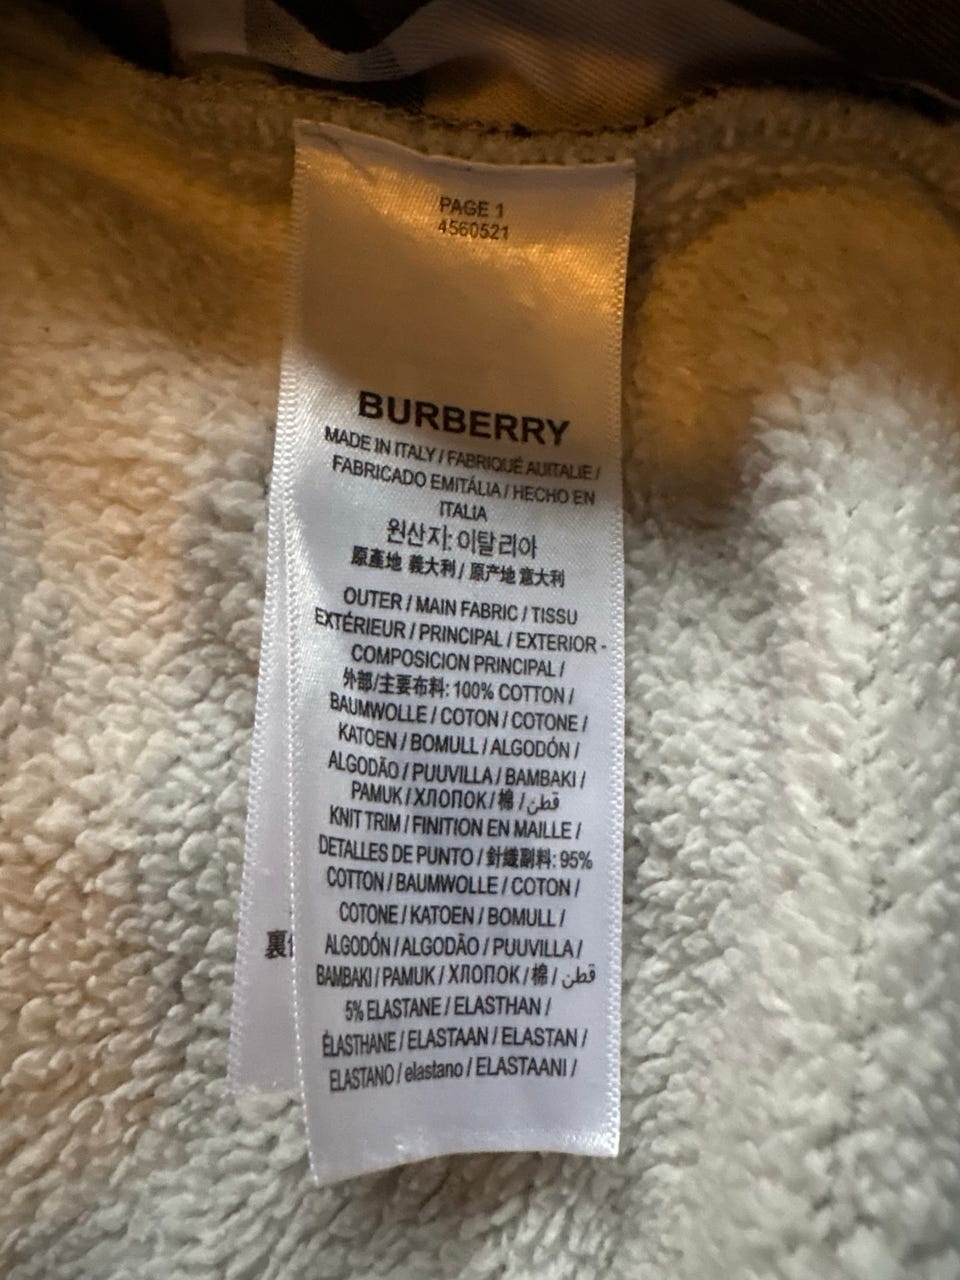 PAGE 1
4560521
BURBERRY
MADE IN ITALY / FABRIQUÉ AUITALIE /
FABRICADO EMITÁLIA / HECHO EN
ITALIA
원산지: 이탈리아
原產地 義大利 / 原产地 意大利
OUTER / MAIN FABRIC / TISSU
EXTÉRIEUR / PRINCIPAL / EXTERIOR -
COMPOSICION PRINCIPAL /
外部/主要布料: 100% COTTON /
BAUMWOLLE / COTON / COTONE /
KATOEN / BOMULL / ALGODÓN /
ALGODÃO / PUUVILLA / BAMBAKI /
PAMUK / ХЛОПОК / 棉 / قطن /
KNIT TRIM / FINITION EN MAILLE /
DETALLES DE PUNTO / 針織副料: 95%
COTTON / BAUMWOLLE / COTON /
COTONE / KATOEN / BOMULL /
ALGODÓN / ALGODÃO / PUUVILLA /
BAMBAKI / PAMUK / ХЛОПОК / 棉 / قطن /
5% ELASTANE / ELASTHAN /
ÉLASTHANE / ELASTAAN / ELASTAN /
ELASTANO / elastano / ELASTAANI /
裏